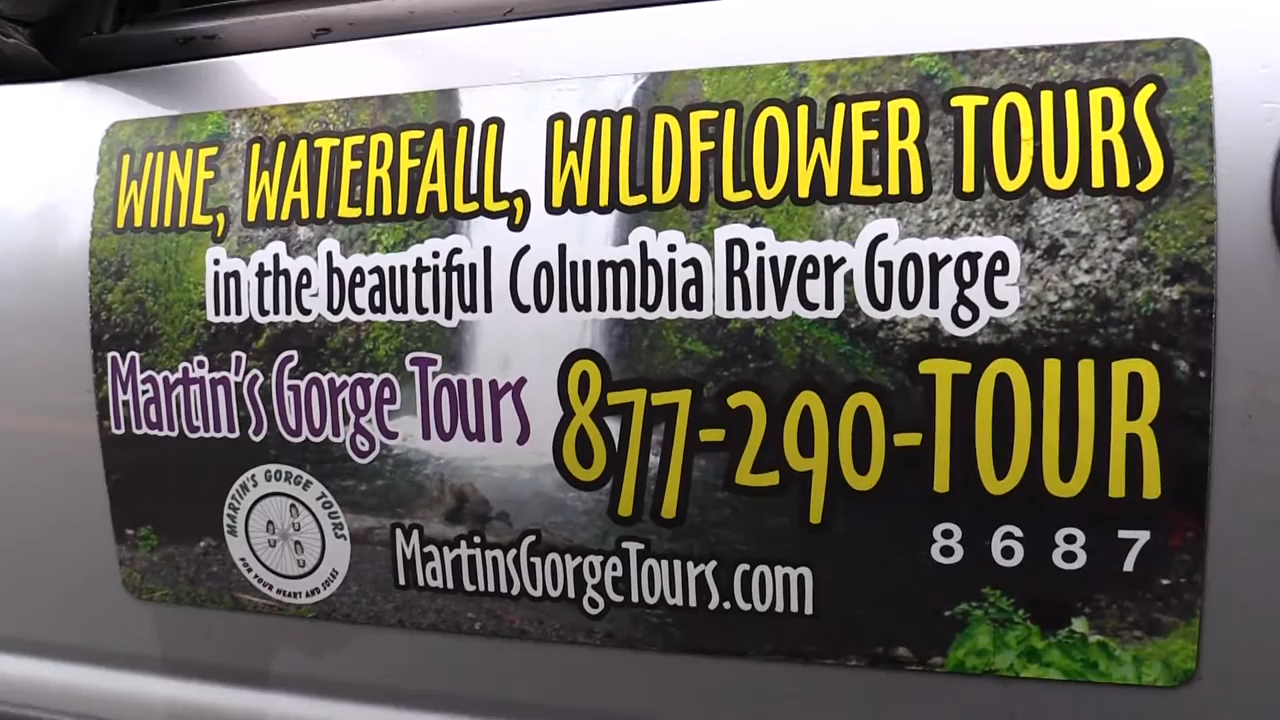 WINE, WATERFALL, WILDFLOWER TOURS
in the beautiful Columbia River Gorge
Martin's Gorge Tours
877-290-TOUR
8687
MARTIN'S GORGE TOURS
FOR YOUR HEART AND SOLES
MartinsGorgeTours.com